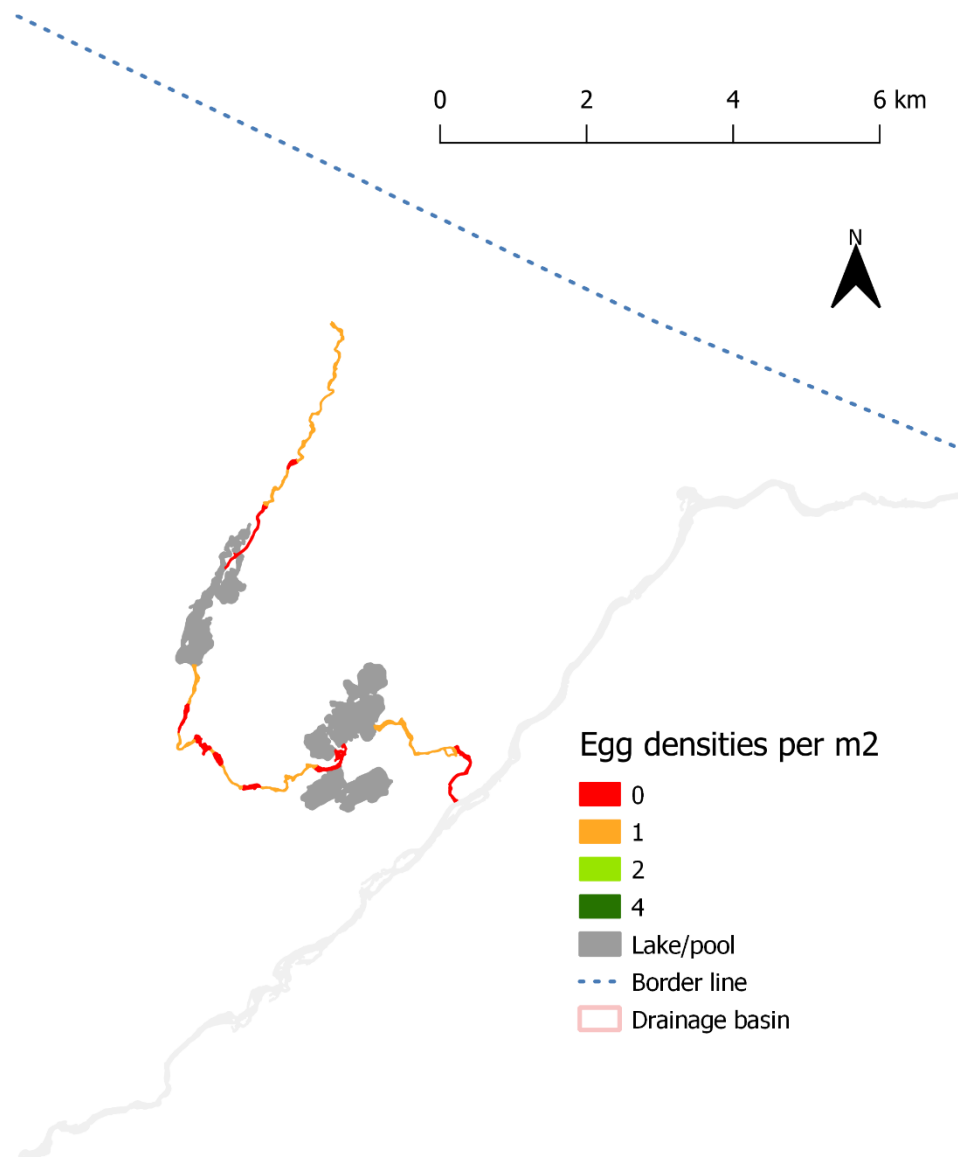 0 2 4 6 km
N
Egg densities per m2
0
1
2
4
Lake/pool
Border line
Drainage basin